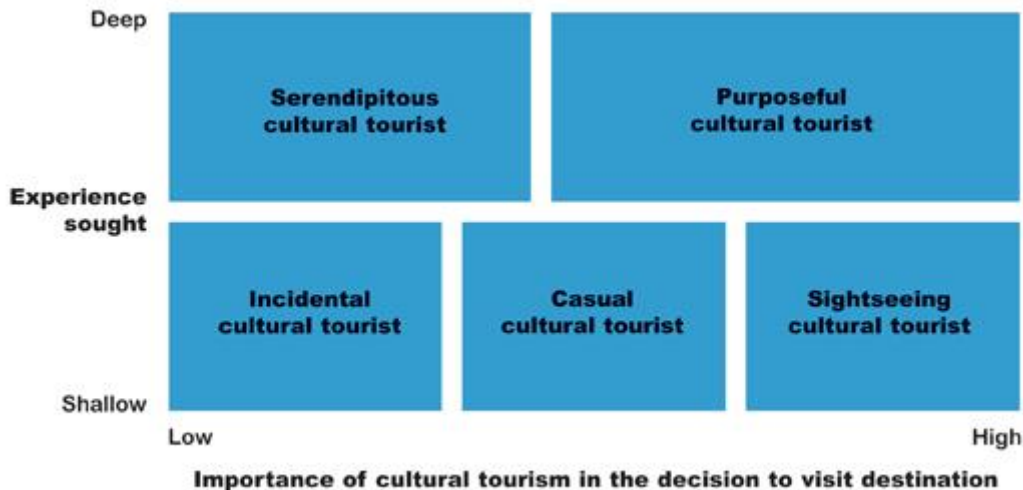 Deep
Serendipitous
cultural tourist
Purposeful
cultural tourist
Experience
sought
Incidental
cultural tourist
Casual
cultural tourist
Sightseeing
cultural tourist
Shallow
Low
High
Importance of cultural tourism in the decision to visit destination